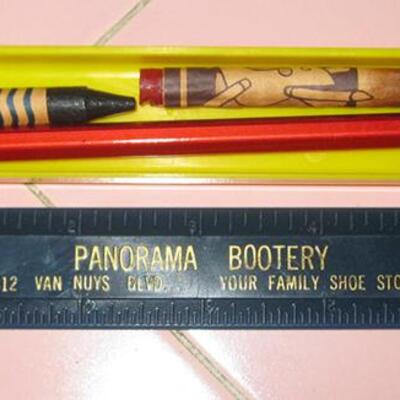 PANORAMA BOOTERY
12 VAN NUYS BLVD. YOUR FAMILY SHOE STO